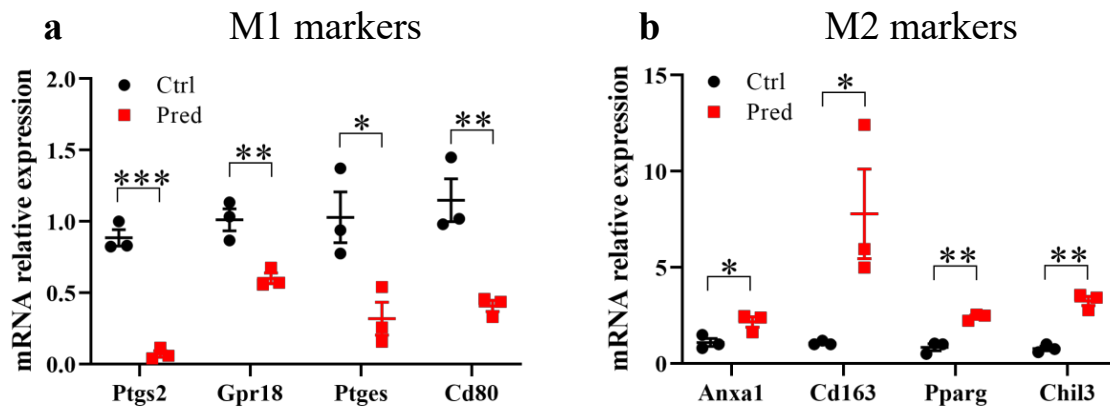 a M1 markers
mRNA relative expression
Ctrl
Pred
2.0
1.5
1.0
0.5
0.0
***
**
*
**
Ptgs2 Gpr18 Ptges Cd80
b M2 markers
mRNA relative expression
Ctrl
Pred
15
10
5
0
*
*
**
**
Anxa1 Cd163 Pparg Chil3